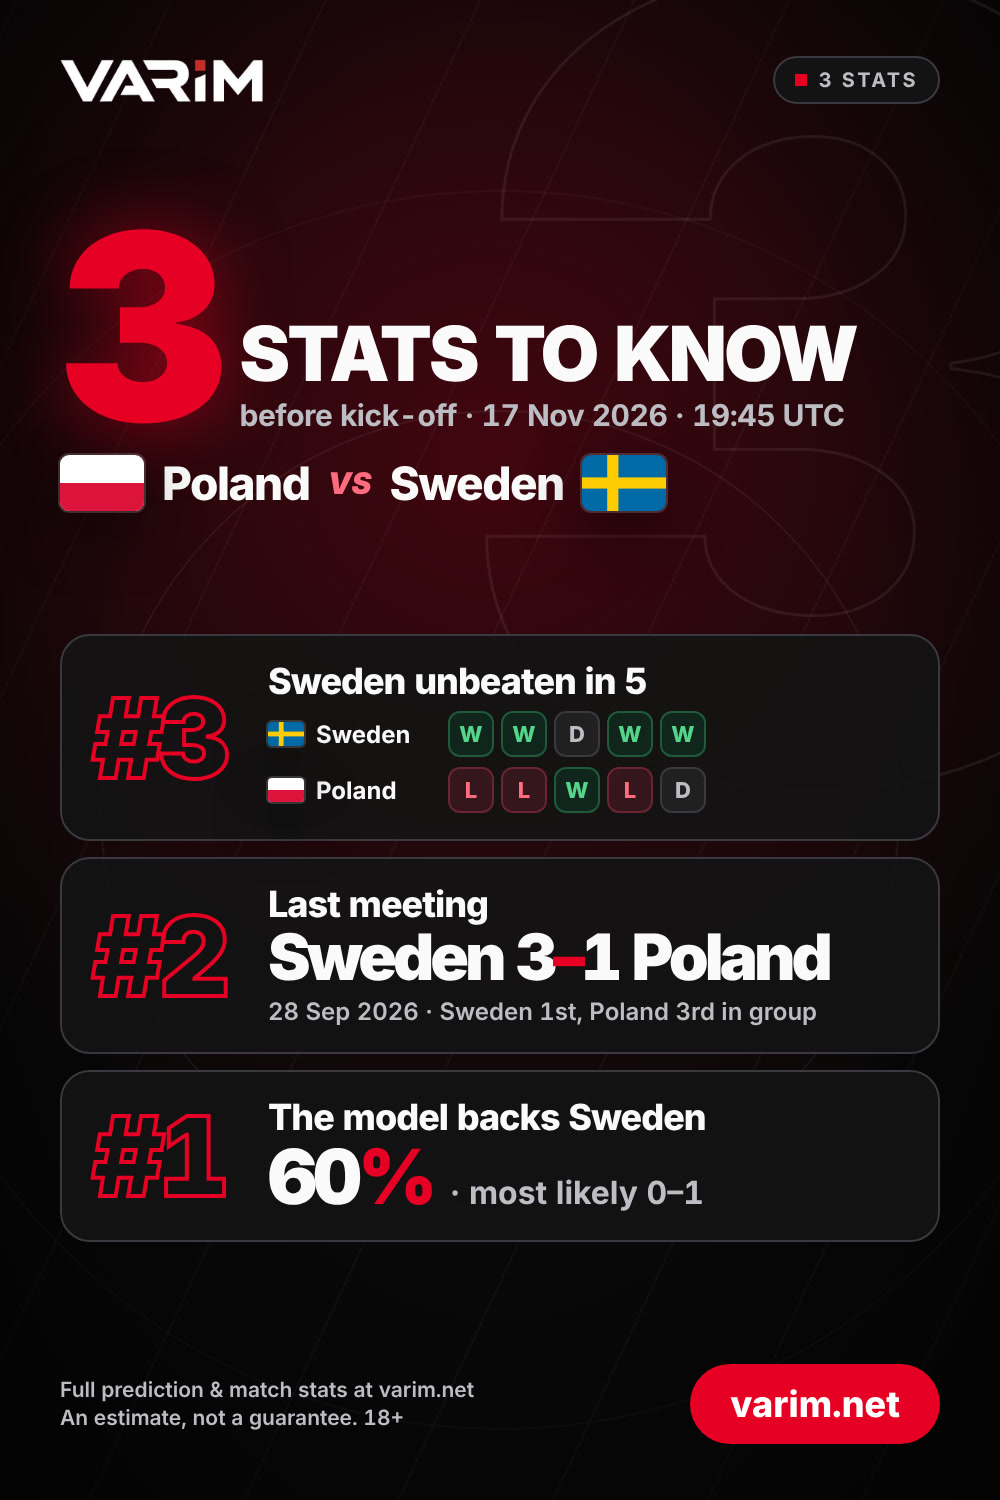 VARiM
3 STATS
3 STATS TO KNOW
before kick-off · 17 Nov 2026 · 19:45 UTC
Poland vs Sweden
#3
Sweden unbeaten in 5
Sweden W W D W W
Poland L L W L D
#2
Last meeting
Sweden 3–1 Poland
28 Sep 2026 · Sweden 1st, Poland 3rd in group
#1
The model backs Sweden
60% · most likely 0–1
Full prediction & match stats at varim.net
An estimate, not a guarantee. 18+
varim.net